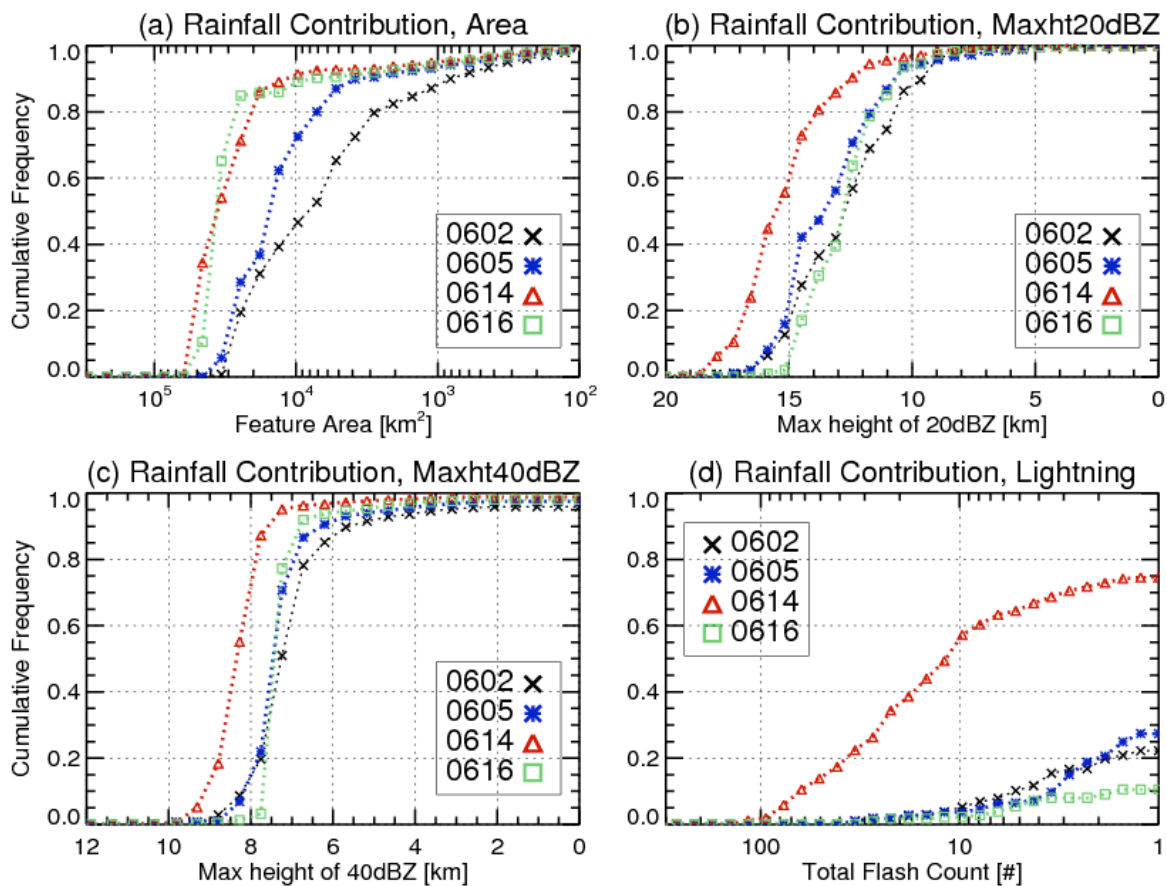 (a) Rainfall Contribution, Area
Cumulative Frequency
1.0
0.8
0.6
0.4
0.2
0.0
0602
0605
0614
0616
10⁵ 10⁴ 10³ 10²
Feature Area [km²]
(b) Rainfall Contribution, Maxht20dBZ
1.0
0.8
0.6
0.4
0.2
0.0
0602
0605
0614
0616
20 15 10 5 0
Max height of 20dBZ [km]
(c) Rainfall Contribution, Maxht40dBZ
Cumulative Frequency
1.0
0.8
0.6
0.4
0.2
0.0
0602
0605
0614
0616
12 10 8 6 4 2 0
Max height of 40dBZ [km]
(d) Rainfall Contribution, Lightning
1.0
0.8
0.6
0.4
0.2
0.0
0602
0605
0614
0616
100 10 1
Total Flash Count [#]